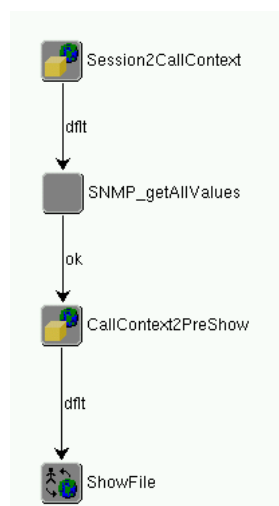 Session2CallContext
dflt
SNMP_getAllValues
ok
CallContext2PreShow
dflt
ShowFile